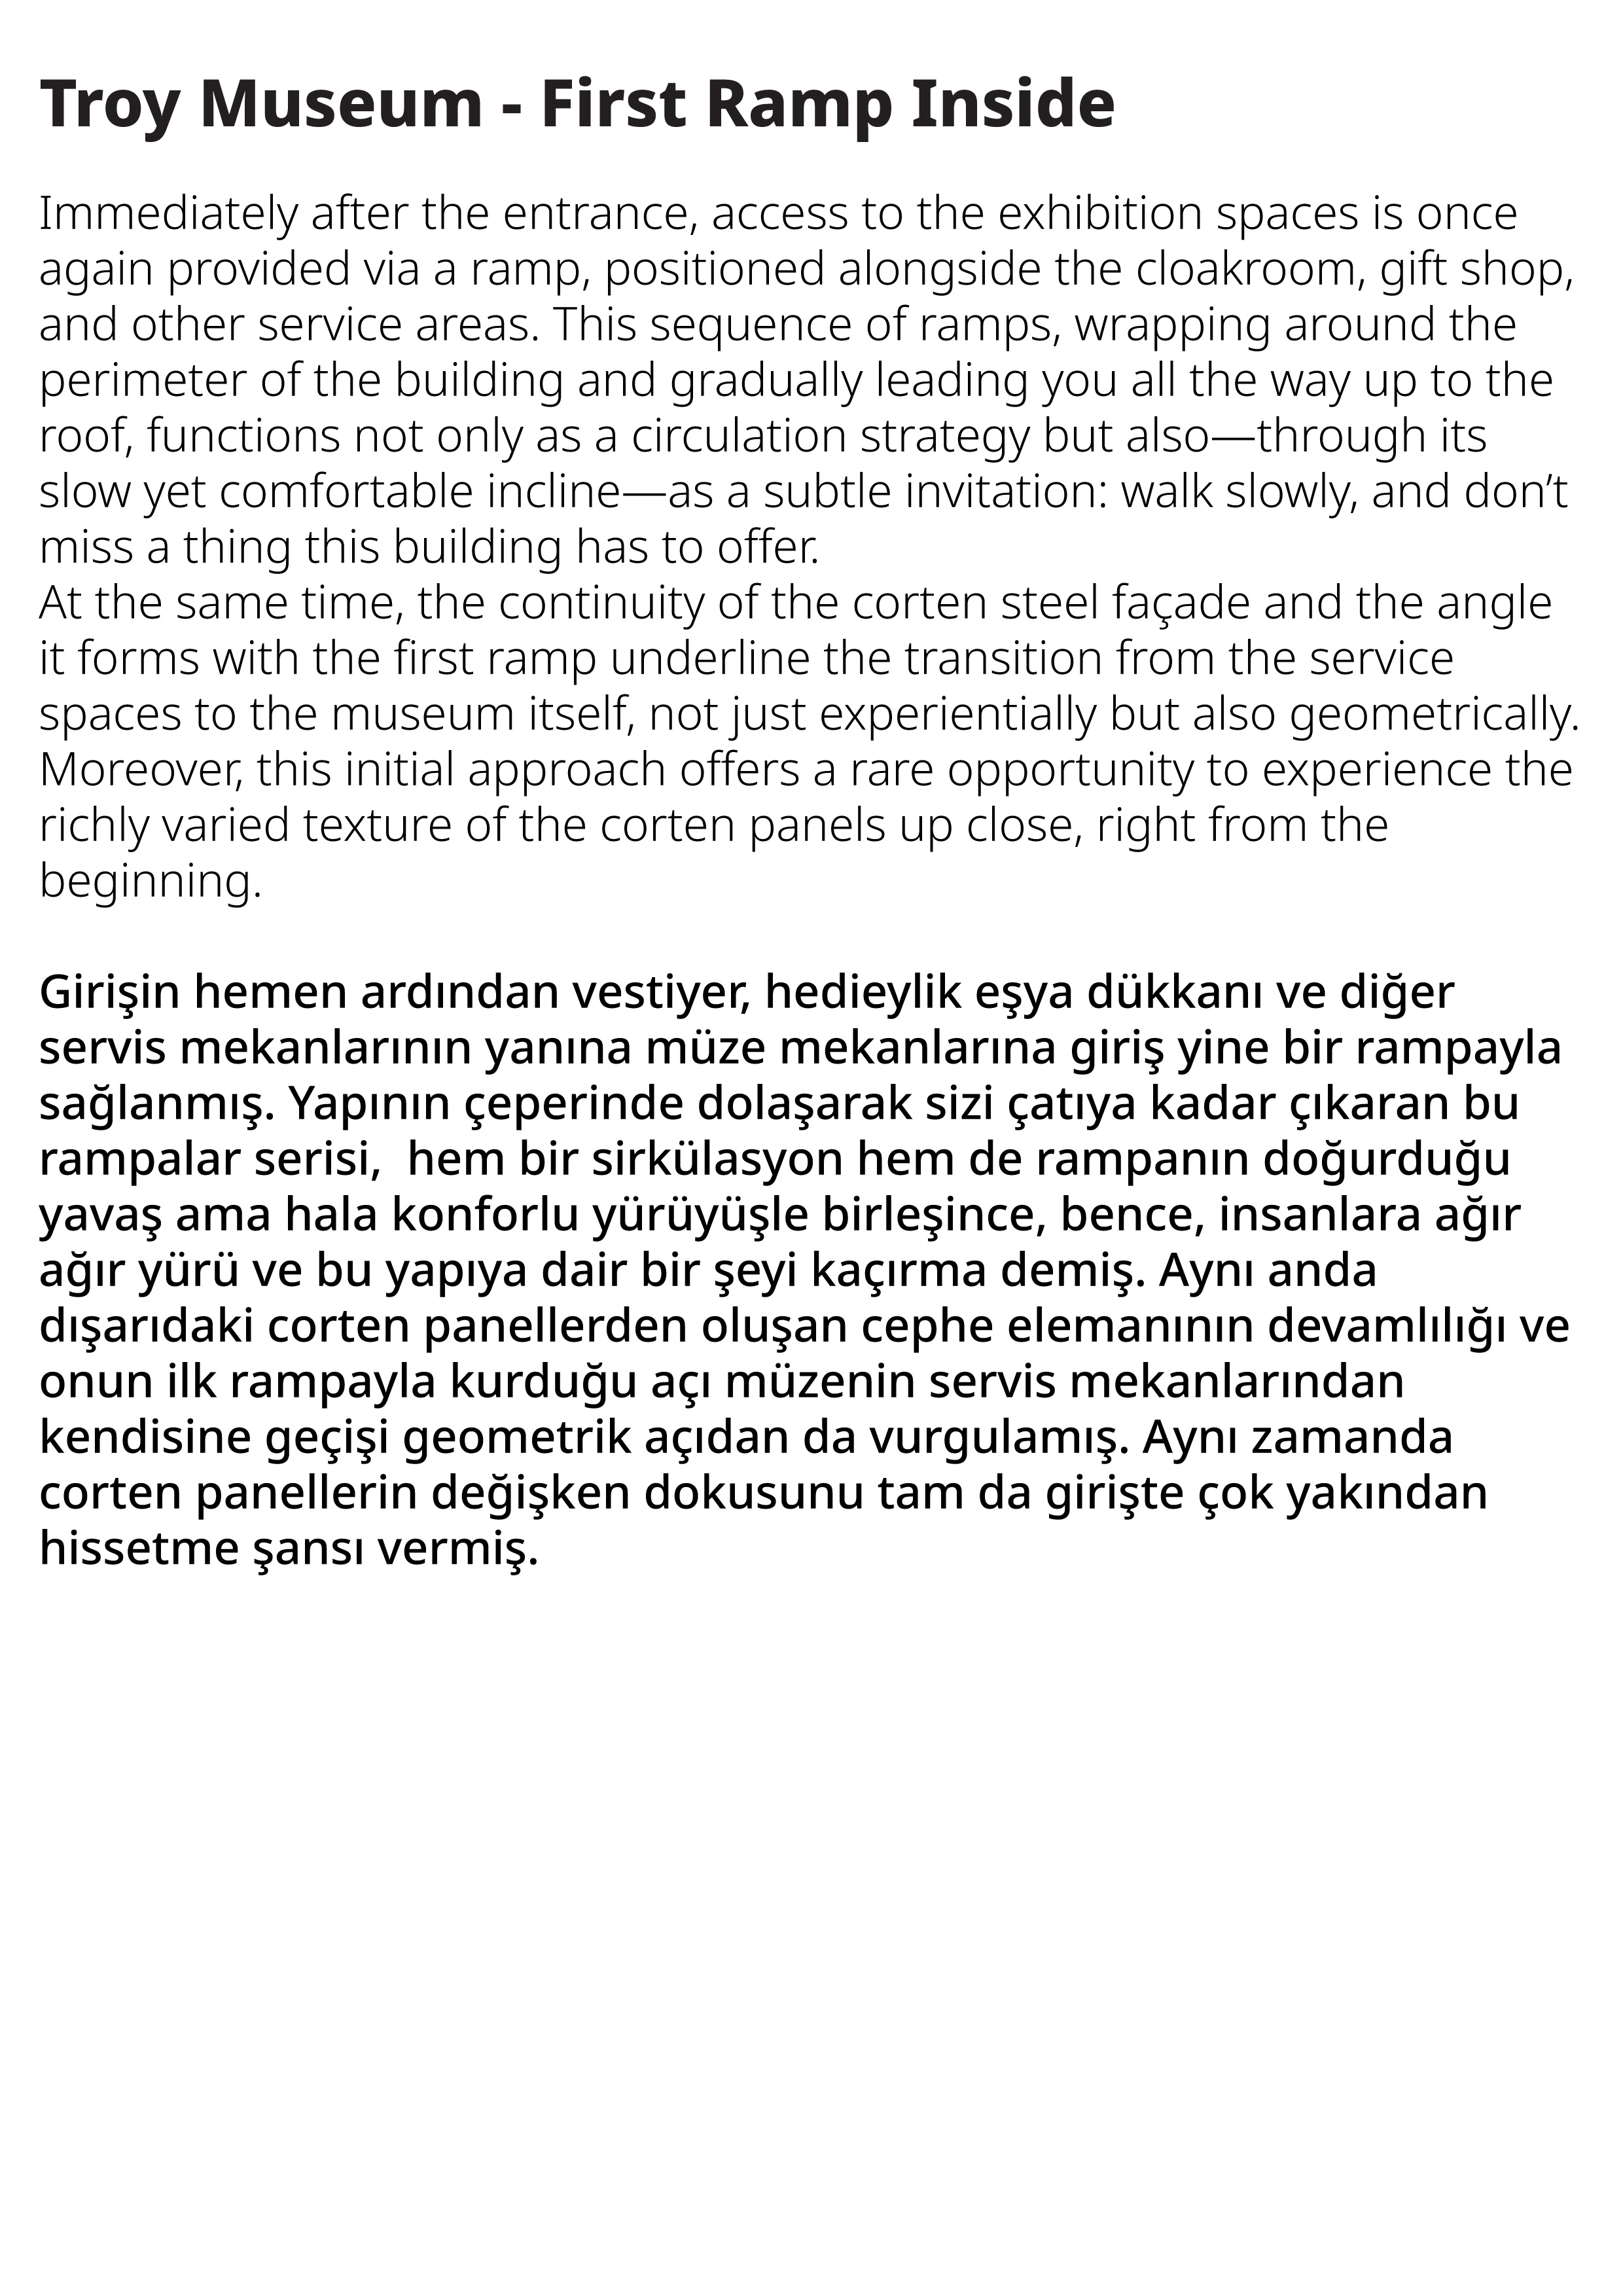 Troy Museum - First Ramp Inside
Immediately after the entrance, access to the exhibition spaces is once
again provided via a ramp, positioned alongside the cloakroom, gift shop,
and other service areas. This sequence of ramps, wrapping around the
perimeter of the building and gradually leading you all the way up to the
roof, functions not only as a circulation strategy but also—through its
slow yet comfortable incline—as a subtle invitation: walk slowly, and don’t
miss a thing this building has to offer.
At the same time, the continuity of the corten steel façade and the angle
it forms with the first ramp underline the transition from the service
spaces to the museum itself, not just experientially but also geometrically.
Moreover, this initial approach offers a rare opportunity to experience the
richly varied texture of the corten panels up close, right from the
beginning.
Girişin hemen ardından vestiyer, hedieylik eşya dükkanı ve diğer
servis mekanlarının yanına müze mekanlarına giriş yine bir rampayla
sağlanmış. Yapının çeperinde dolaşarak sizi çatıya kadar çıkaran bu
rampalar serisi,  hem bir sirkülasyon hem de rampanın doğurduğu
yavaş ama hala konforlu yürüyüşle birleşince, bence, insanlara ağır
ağır yürü ve bu yapıya dair bir şeyi kaçırma demiş. Aynı anda
dışarıdaki corten panellerden oluşan cephe elemanının devamlılığı ve
onun ilk rampayla kurduğu açı müzenin servis mekanlarından
kendisine geçişi geometrik açıdan da vurgulamış. Aynı zamanda
corten panellerin değişken dokusunu tam da girişte çok yakından
hissetme şansı vermiş.